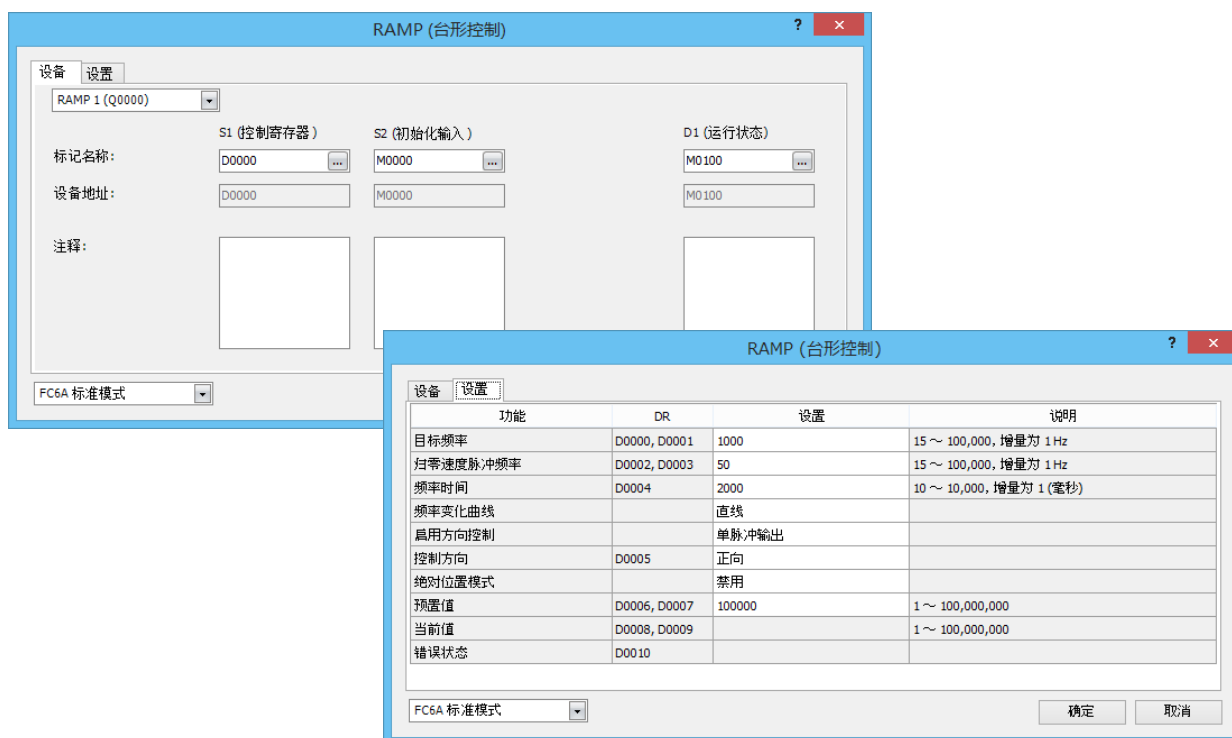 RAMP (台形控制)
? ×
设备 设置
RAMP 1 (Q0000)
S1 (控制寄存器) S2 (初始化输入) D1 (运行状态)
标记名称: D0000 ... M0000 ... M0100 ...
设备地址: D0000 M0000 M0100
注释:
FC6A 标准模式
RAMP (台形控制)
? ×
设备 设置
功能 DR 设置 说明
目标频率 D0000, D0001 1000 15 ~ 100,000, 增量为 1 Hz
归零速度脉冲频率 D0002, D0003 50 15 ~ 100,000, 增量为 1 Hz
频率时间 D0004 2000 10 ~ 10,000, 增量为 1 (毫秒)
频率变化曲线 直线
启用方向控制 单脉冲输出
控制方向 D0005 正向
绝对位置模式 禁用
预置值 D0006, D0007 100000 1 ~ 100,000,000
当前值 D0008, D0009 1 ~ 100,000,000
错误状态 D0010
FC6A 标准模式 确定 取消